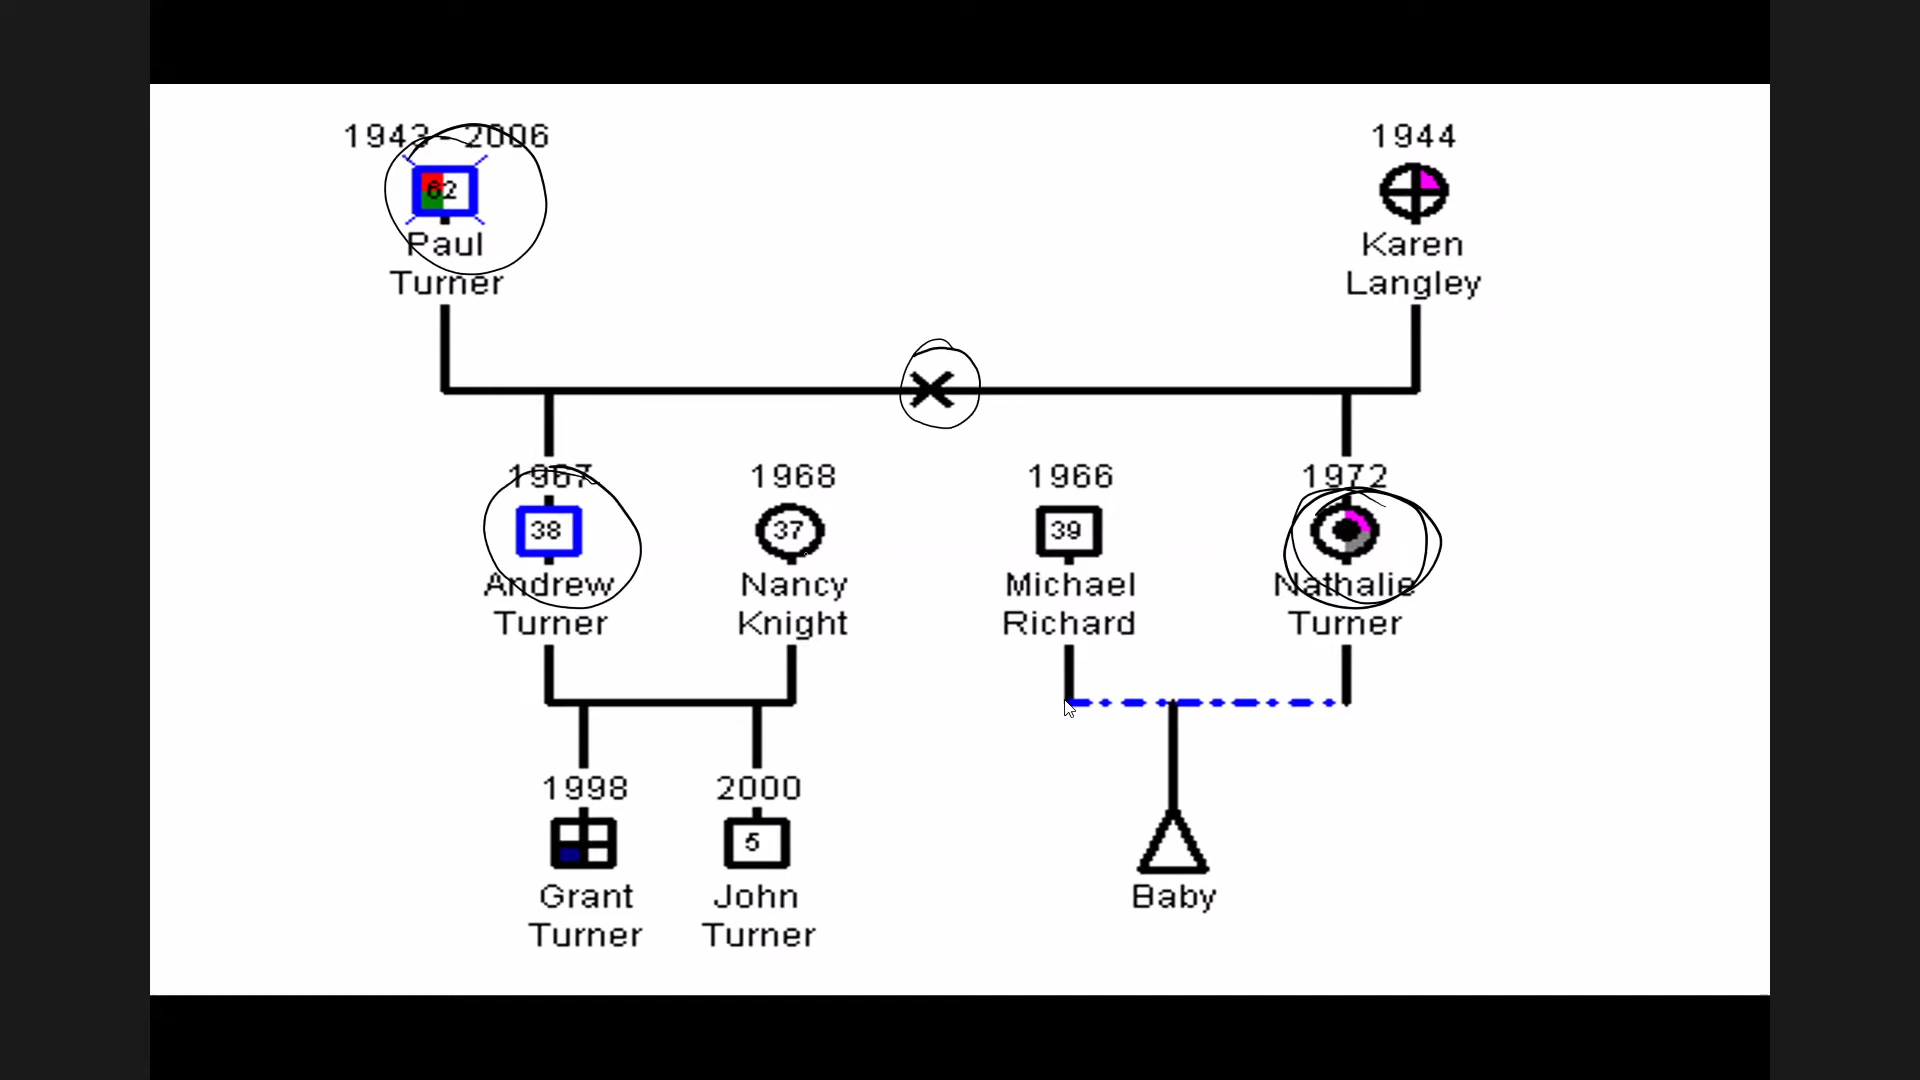 1943 - 2006
1944
62
Paul
Turner
Karen
Langley
1967
1968
1966
1972
38
37
39
Andrew
Turner
Nancy
Knight
Michael
Richard
Nathalie
Turner
1998
2000
5
Grant
Turner
John
Turner
Baby